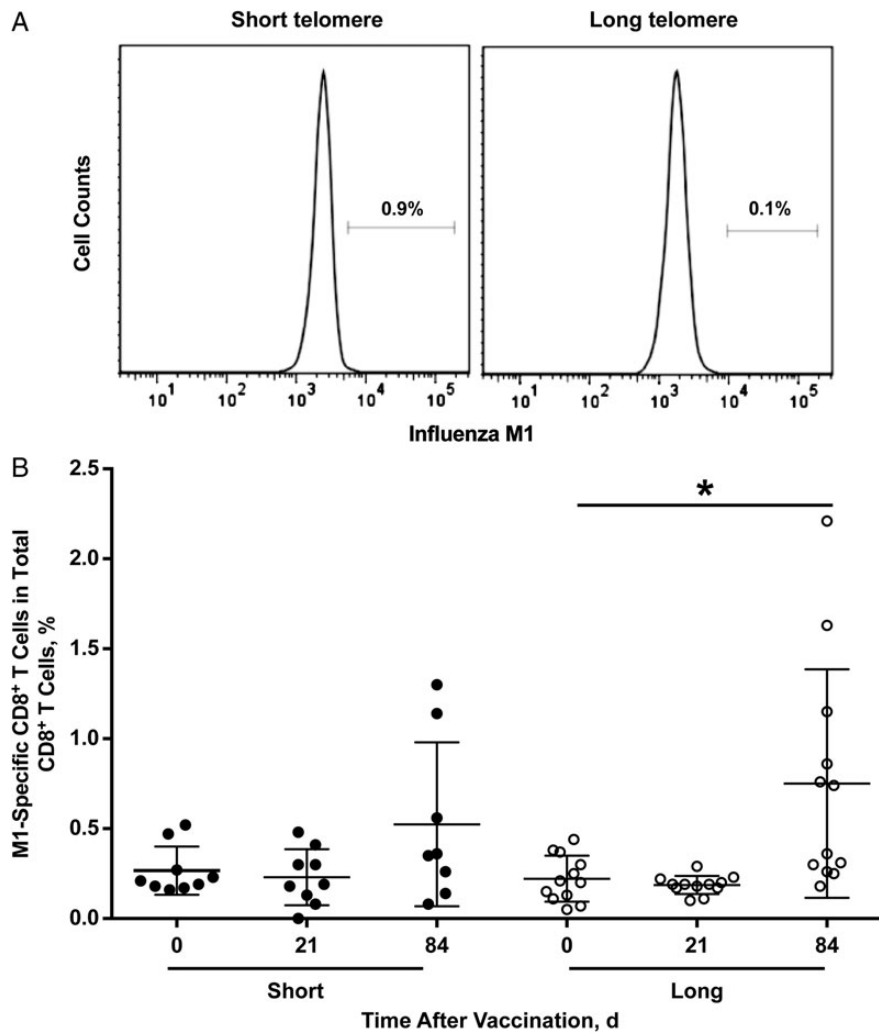 A
Short telomere
Long telomere
Cell Counts
0.9%
0.1%
10¹ 10² 10³ 10⁴ 10⁵
10¹ 10² 10³ 10⁴ 10⁵
Influenza M1
B
M1-Specific CD8⁺ T Cells in Total
CD8⁺ T Cells, %
2.5
2.0
1.5
1.0
0.5
0.0
*
0 21 84 0 21 84
Short Long
Time After Vaccination, d